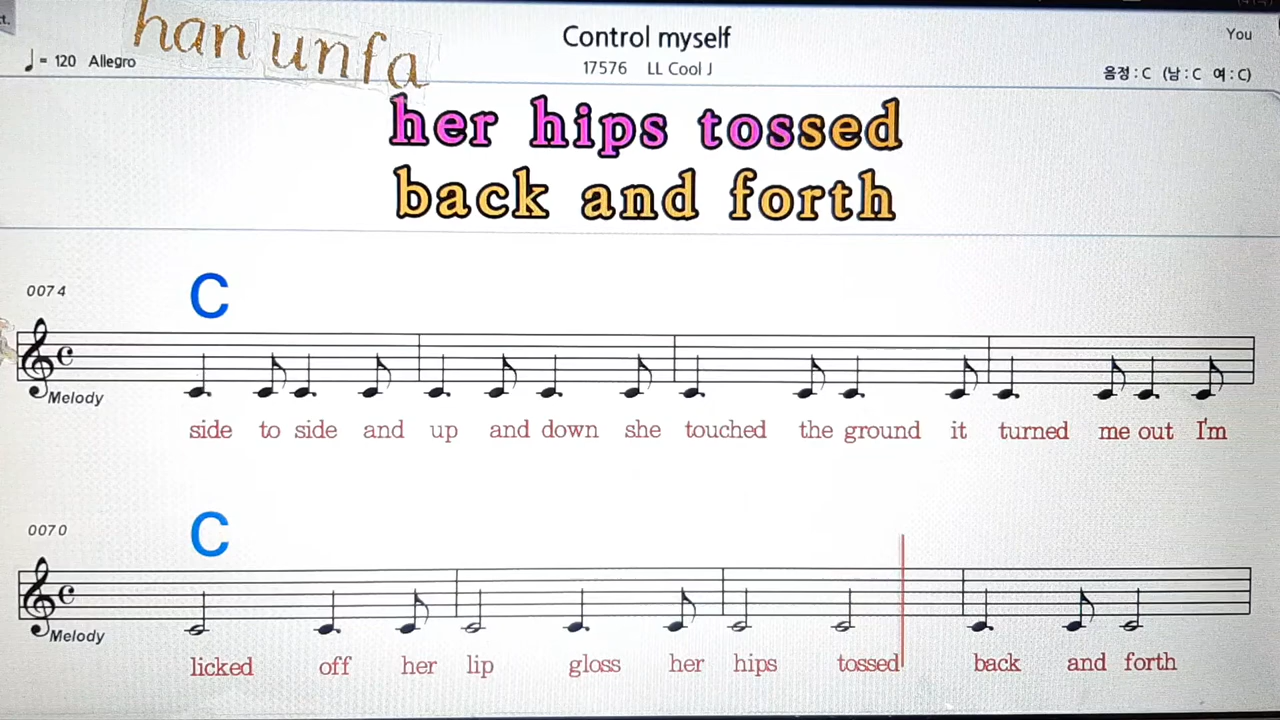 han unfa
Control myself
You
♩ = 120 Allegro
17576 LL Cool J
음정 : C (남 : C 여 : C)
her hips tossed
back and forth
0074
C
Melody
side to side and up and down she touched the ground it turned me out I'm
0070
C
Melody
licked off her lip gloss her hips tossed back and forth